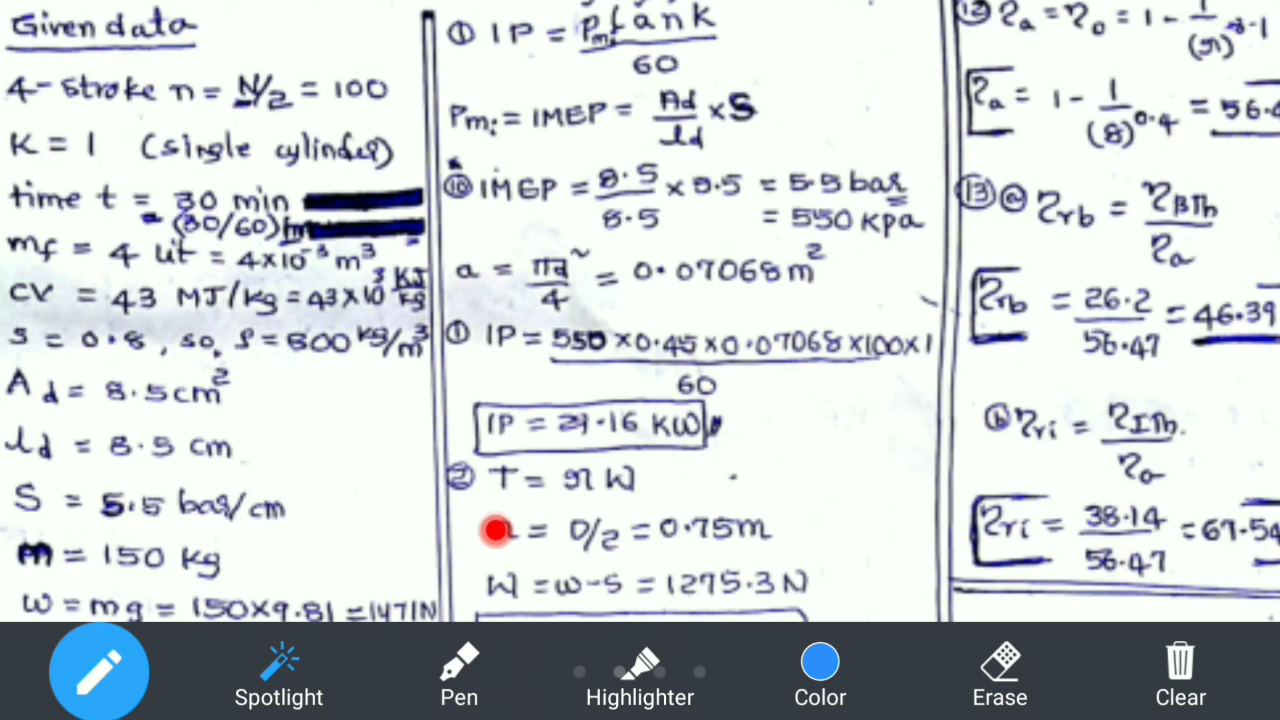 Given data
4-stroke n = N/2 = 100
K = 1 (single cylinder)
time t = 30 min
= (30/60)
mf = 4 lit = 4×10⁻³ m³
CV = 43 MJ/kg = 43×10³ KJ/kg
S = 0.8, so, ρ = 800 kg/m³
Ad = 8.5 cm²
ld = 8.5 cm
S = 5.5 bar/cm
m = 150 kg
W = mg = 150×9.81 = 1471N
① IP = Pmi l a n k / 60
Pmi = IMEP = Ad/ld × S
⑩ IMEP = 8.5/8.5 × 5.5 = 5.5 bar
= 550 kPa
a = πd²/4 = 0.07068 m²
① IP = 550 × 0.45 × 0.07068 × 100 × 1 / 60
IP = 29.16 KW
② T = r W
= D/2 = 0.75m
W = w-s = 1275.3 N
⑫ ηa = ηo = 1 - 1/(r)^γ-1
ηa = 1 - 1/(8)^0.4 = 56.4
⑬ ⓐ ηrb = ηBTh/ηa
ηrb = 26.2/56.47 = 46.39
ⓑ ηri = ηITh/ηa
ηri = 38.14/56.47 = 67.54
Spotlight
Pen
Highlighter
Color
Erase
Clear